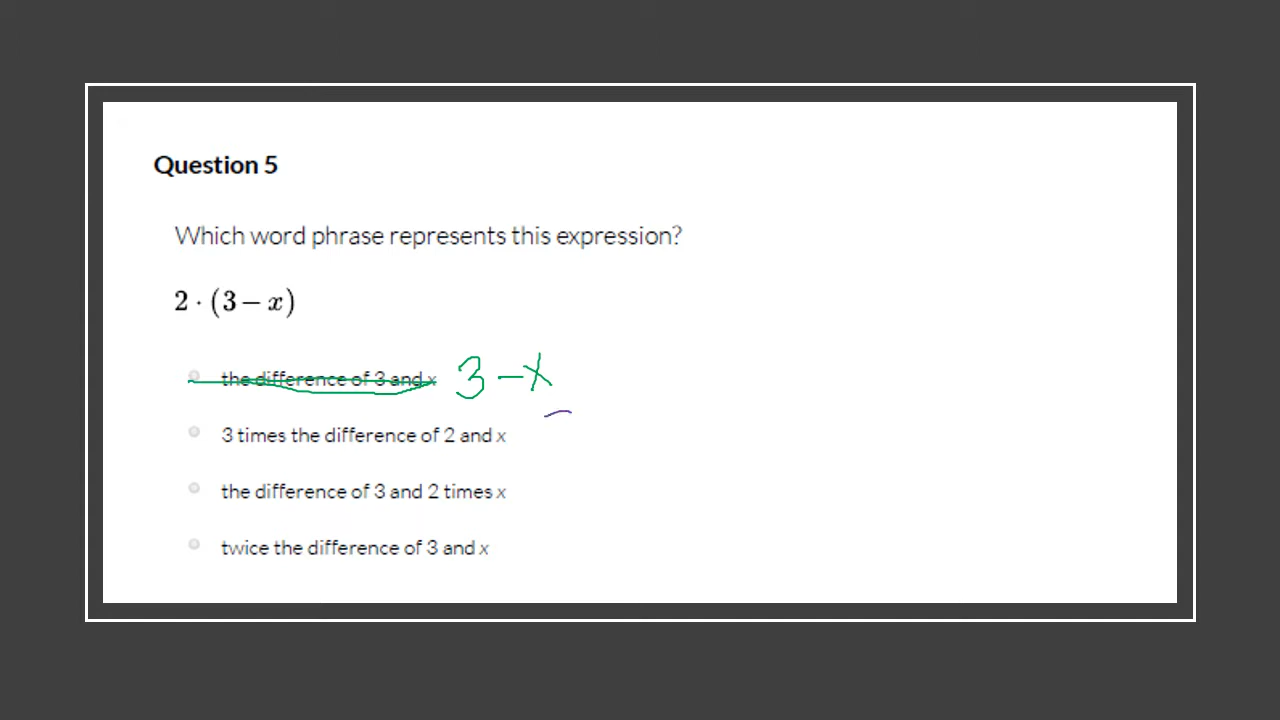 Question 5
Which word phrase represents this expression?
2 · (3 − x)
the difference of 3 and x 3 − x
3 times the difference of 2 and x
the difference of 3 and 2 times x
twice the difference of 3 and x